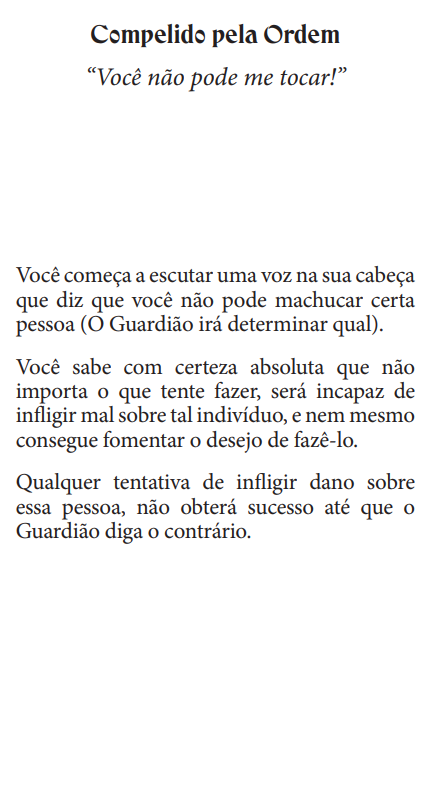 Compelido pela Ordem
“Você não pode me tocar!”
Você começa a escutar uma voz na sua cabeça
que diz que você não pode machucar certa
pessoa (O Guardião irá determinar qual).
Você sabe com certeza absoluta que não
importa o que tente fazer, será incapaz de
infligir mal sobre tal indivíduo, e nem mesmo
consegue fomentar o desejo de fazê-lo.
Qualquer tentativa de infligir dano sobre
essa pessoa, não obterá sucesso até que o
Guardião diga o contrário.